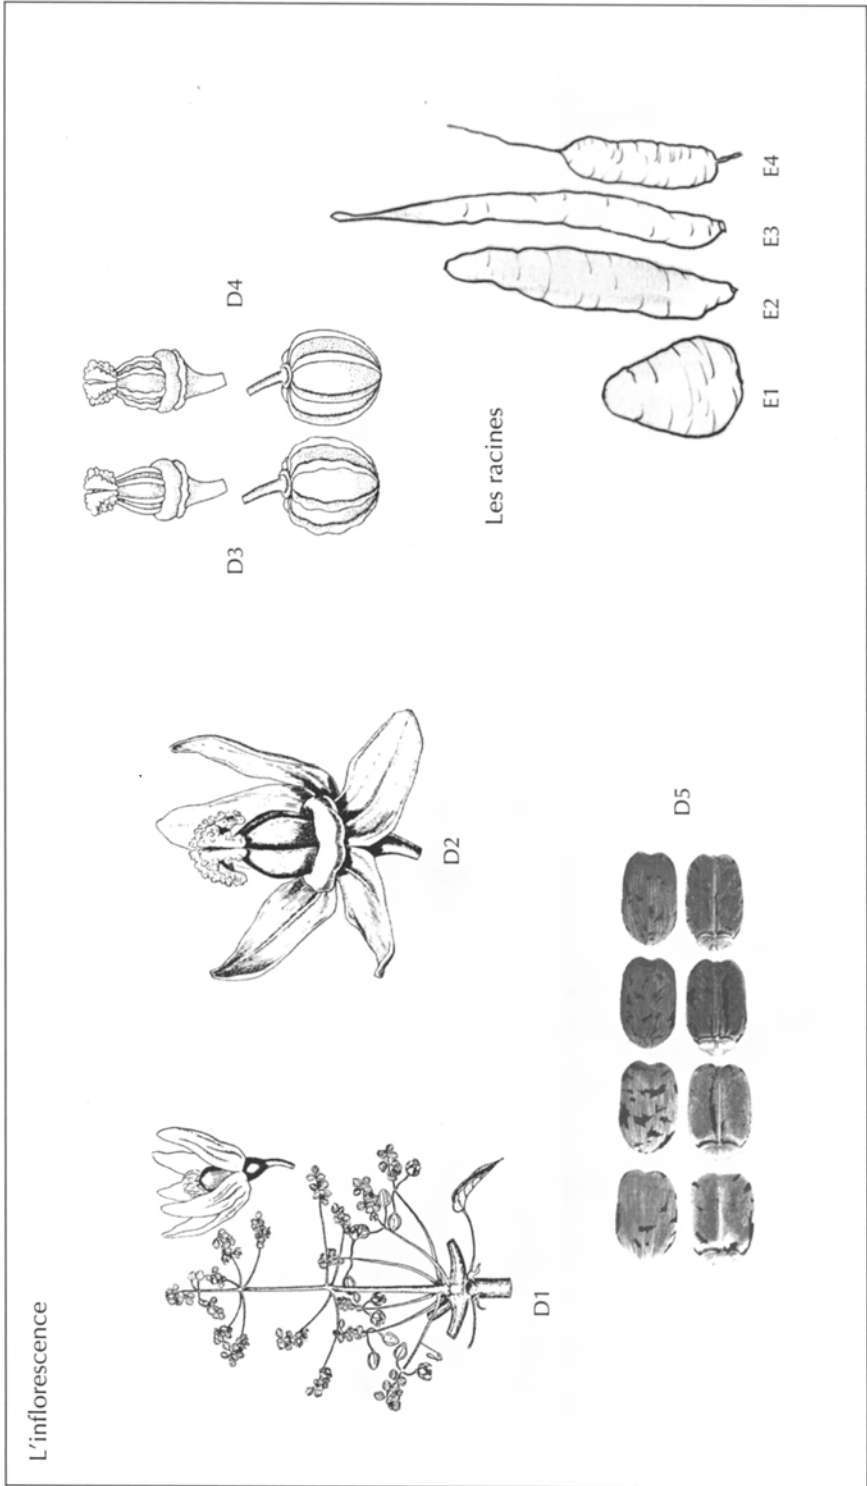 L'inflorescence
D1
D2
D3
D4
D5
Les racines
E1
E2
E3
E4